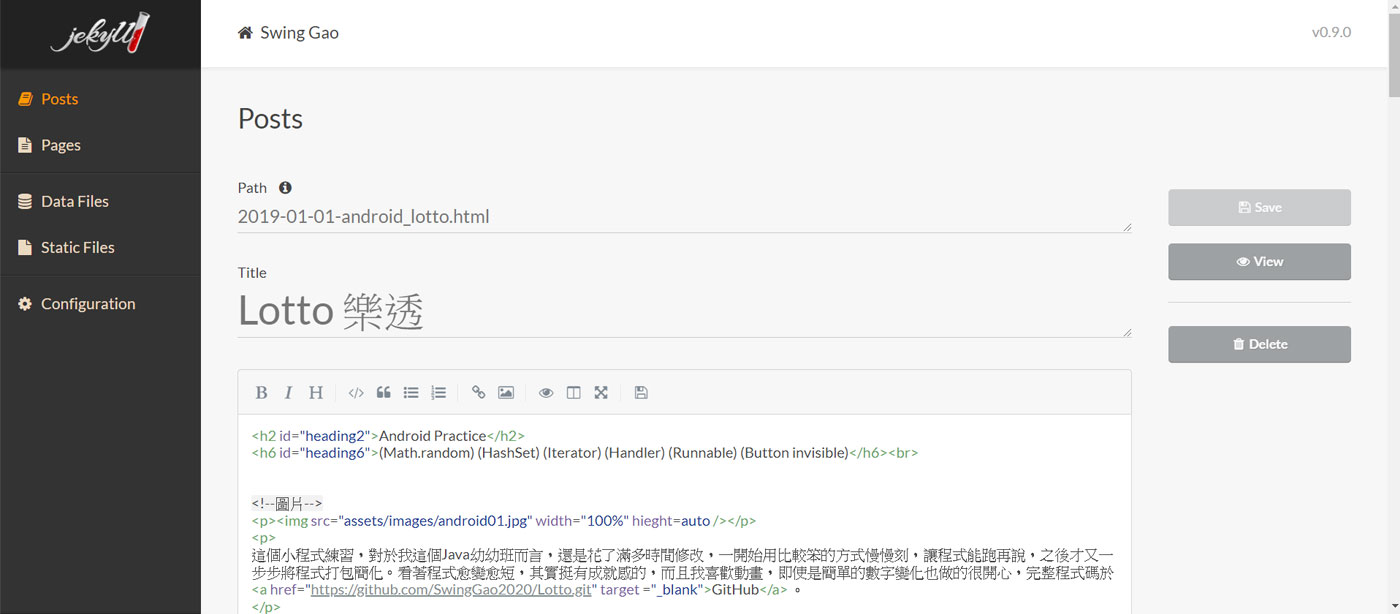 jekyll
Swing Gao
v0.9.0
Posts
Pages
Data Files
Static Files
Configuration
Posts
Path
2019-01-01-android_lotto.html
Save
View
Title
Lotto 樂透
Delete
B I H
<h2 id="heading2">Android Practice</h2>
<h6 id="heading6">(Math.random) (HashSet) (Iterator) (Handler) (Runnable) (Button invisible)</h6><br>
<!--圖片-->
<p><img src="assets/images/android01.jpg" width="100%" hieght=auto /></p>
<p>
這個小程式練習，對於我這個Java幼幼班而言，還是花了滿多時間修改，一開始用比較笨的方式慢慢刻，讓程式能跑再說，之後才又一
步步將程式打包簡化。看著程式愈變愈短，其實挺有成就感的，而且我喜歡動畫，即使是簡單的數字變化也做的很開心，完整程式碼於
<a href="https://github.com/SwingGao2020/Lotto.git" target ="_blank">GitHub</a> 。
</p>